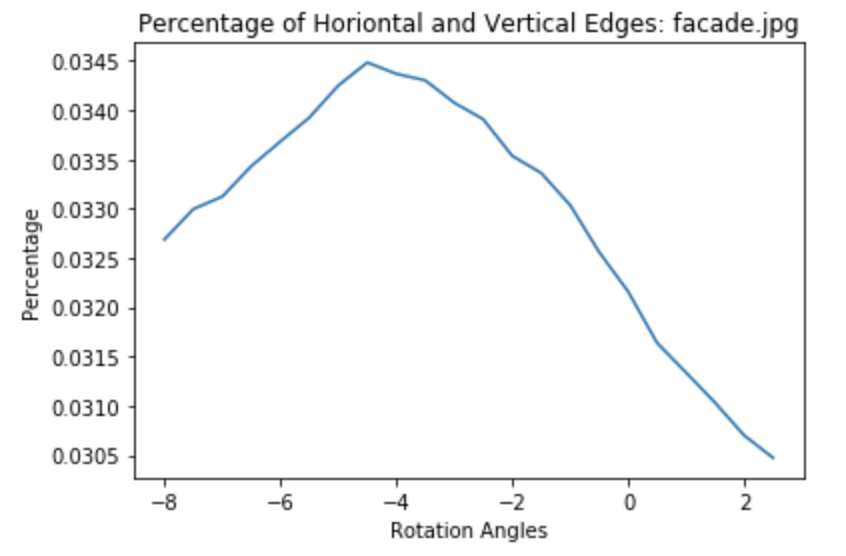 Percentage of Horiontal and Vertical Edges: facade.jpg
0.0345
0.0340
0.0335
0.0330
0.0325
0.0320
0.0315
0.0310
0.0305
Percentage
−8 −6 −4 −2 0 2
Rotation Angles